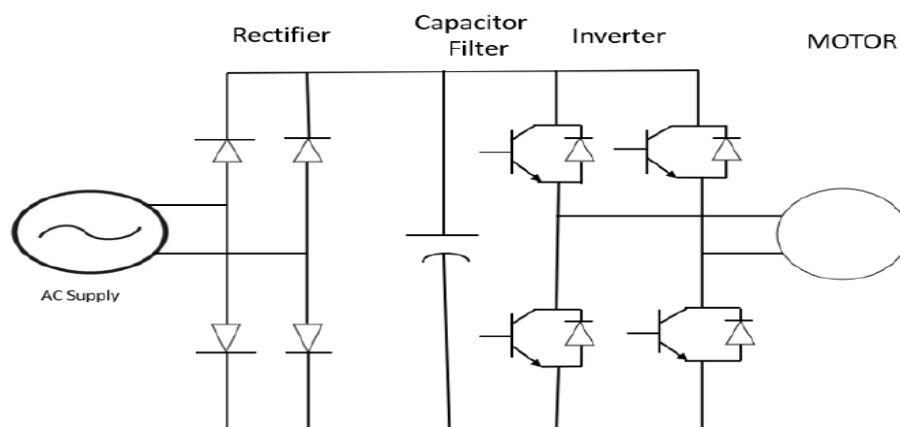 Rectifier
Capacitor
Filter
Inverter
MOTOR
AC Supply